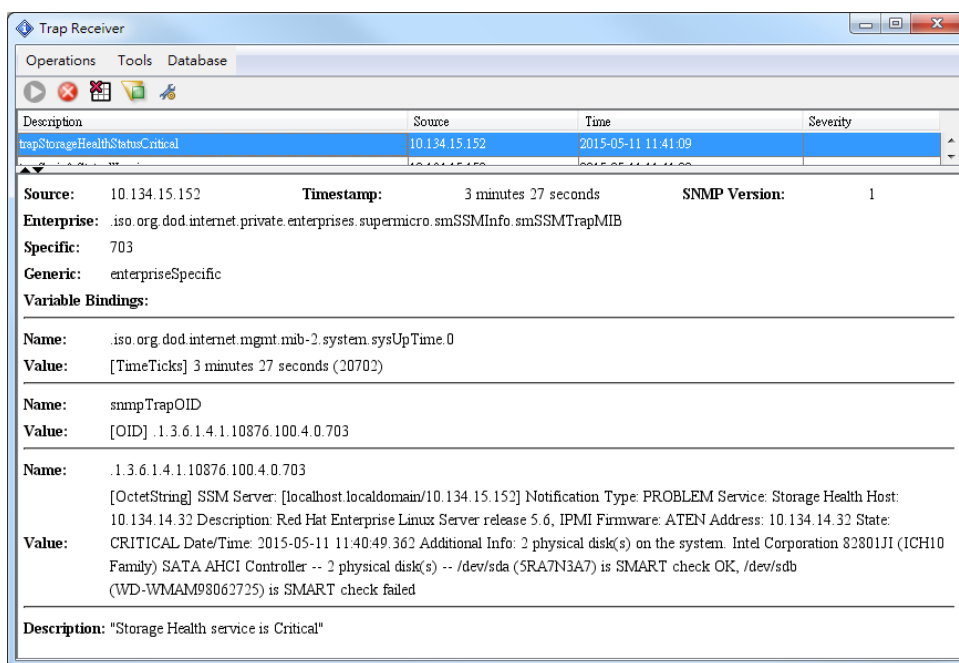 Trap Receiver
Operations Tools Database
Description Source Time Severity
trapStorageHealthStatusCritical 10.134.15.152 2015-05-11 11:41:09
Source: 10.134.15.152 Timestamp: 3 minutes 27 seconds SNMP Version: 1
Enterprise: .iso.org.dod.internet.private.enterprises.supermicro.smSSMInfo.smSSMTrapMIB
Specific: 703
Generic: enterpriseSpecific
Variable Bindings:
Name: .iso.org.dod.internet.mgmt.mib-2.system.sysUpTime.0
Value: [TimeTicks] 3 minutes 27 seconds (20702)
Name: snmpTrapOID
Value: [OID] .1.3.6.1.4.1.10876.100.4.0.703
Name: .1.3.6.1.4.1.10876.100.4.0.703
[OctetString] SSM Server: [localhost.localdomain/10.134.15.152] Notification Type: PROBLEM Service: Storage Health Host:
10.134.14.32 Description: Red Hat Enterprise Linux Server release 5.6, IPMI Firmware: ATEN Address: 10.134.14.32 State:
Value: CRITICAL Date/Time: 2015-05-11 11:40:49.362 Additional Info: 2 physical disk(s) on the system. Intel Corporation 82801JI (ICH10
Family) SATA AHCI Controller -- 2 physical disk(s) -- /dev/sda (5RA7N3A7) is SMART check OK, /dev/sdb
(WD-WMAM98062725) is SMART check failed
Description: "Storage Health service is Critical"